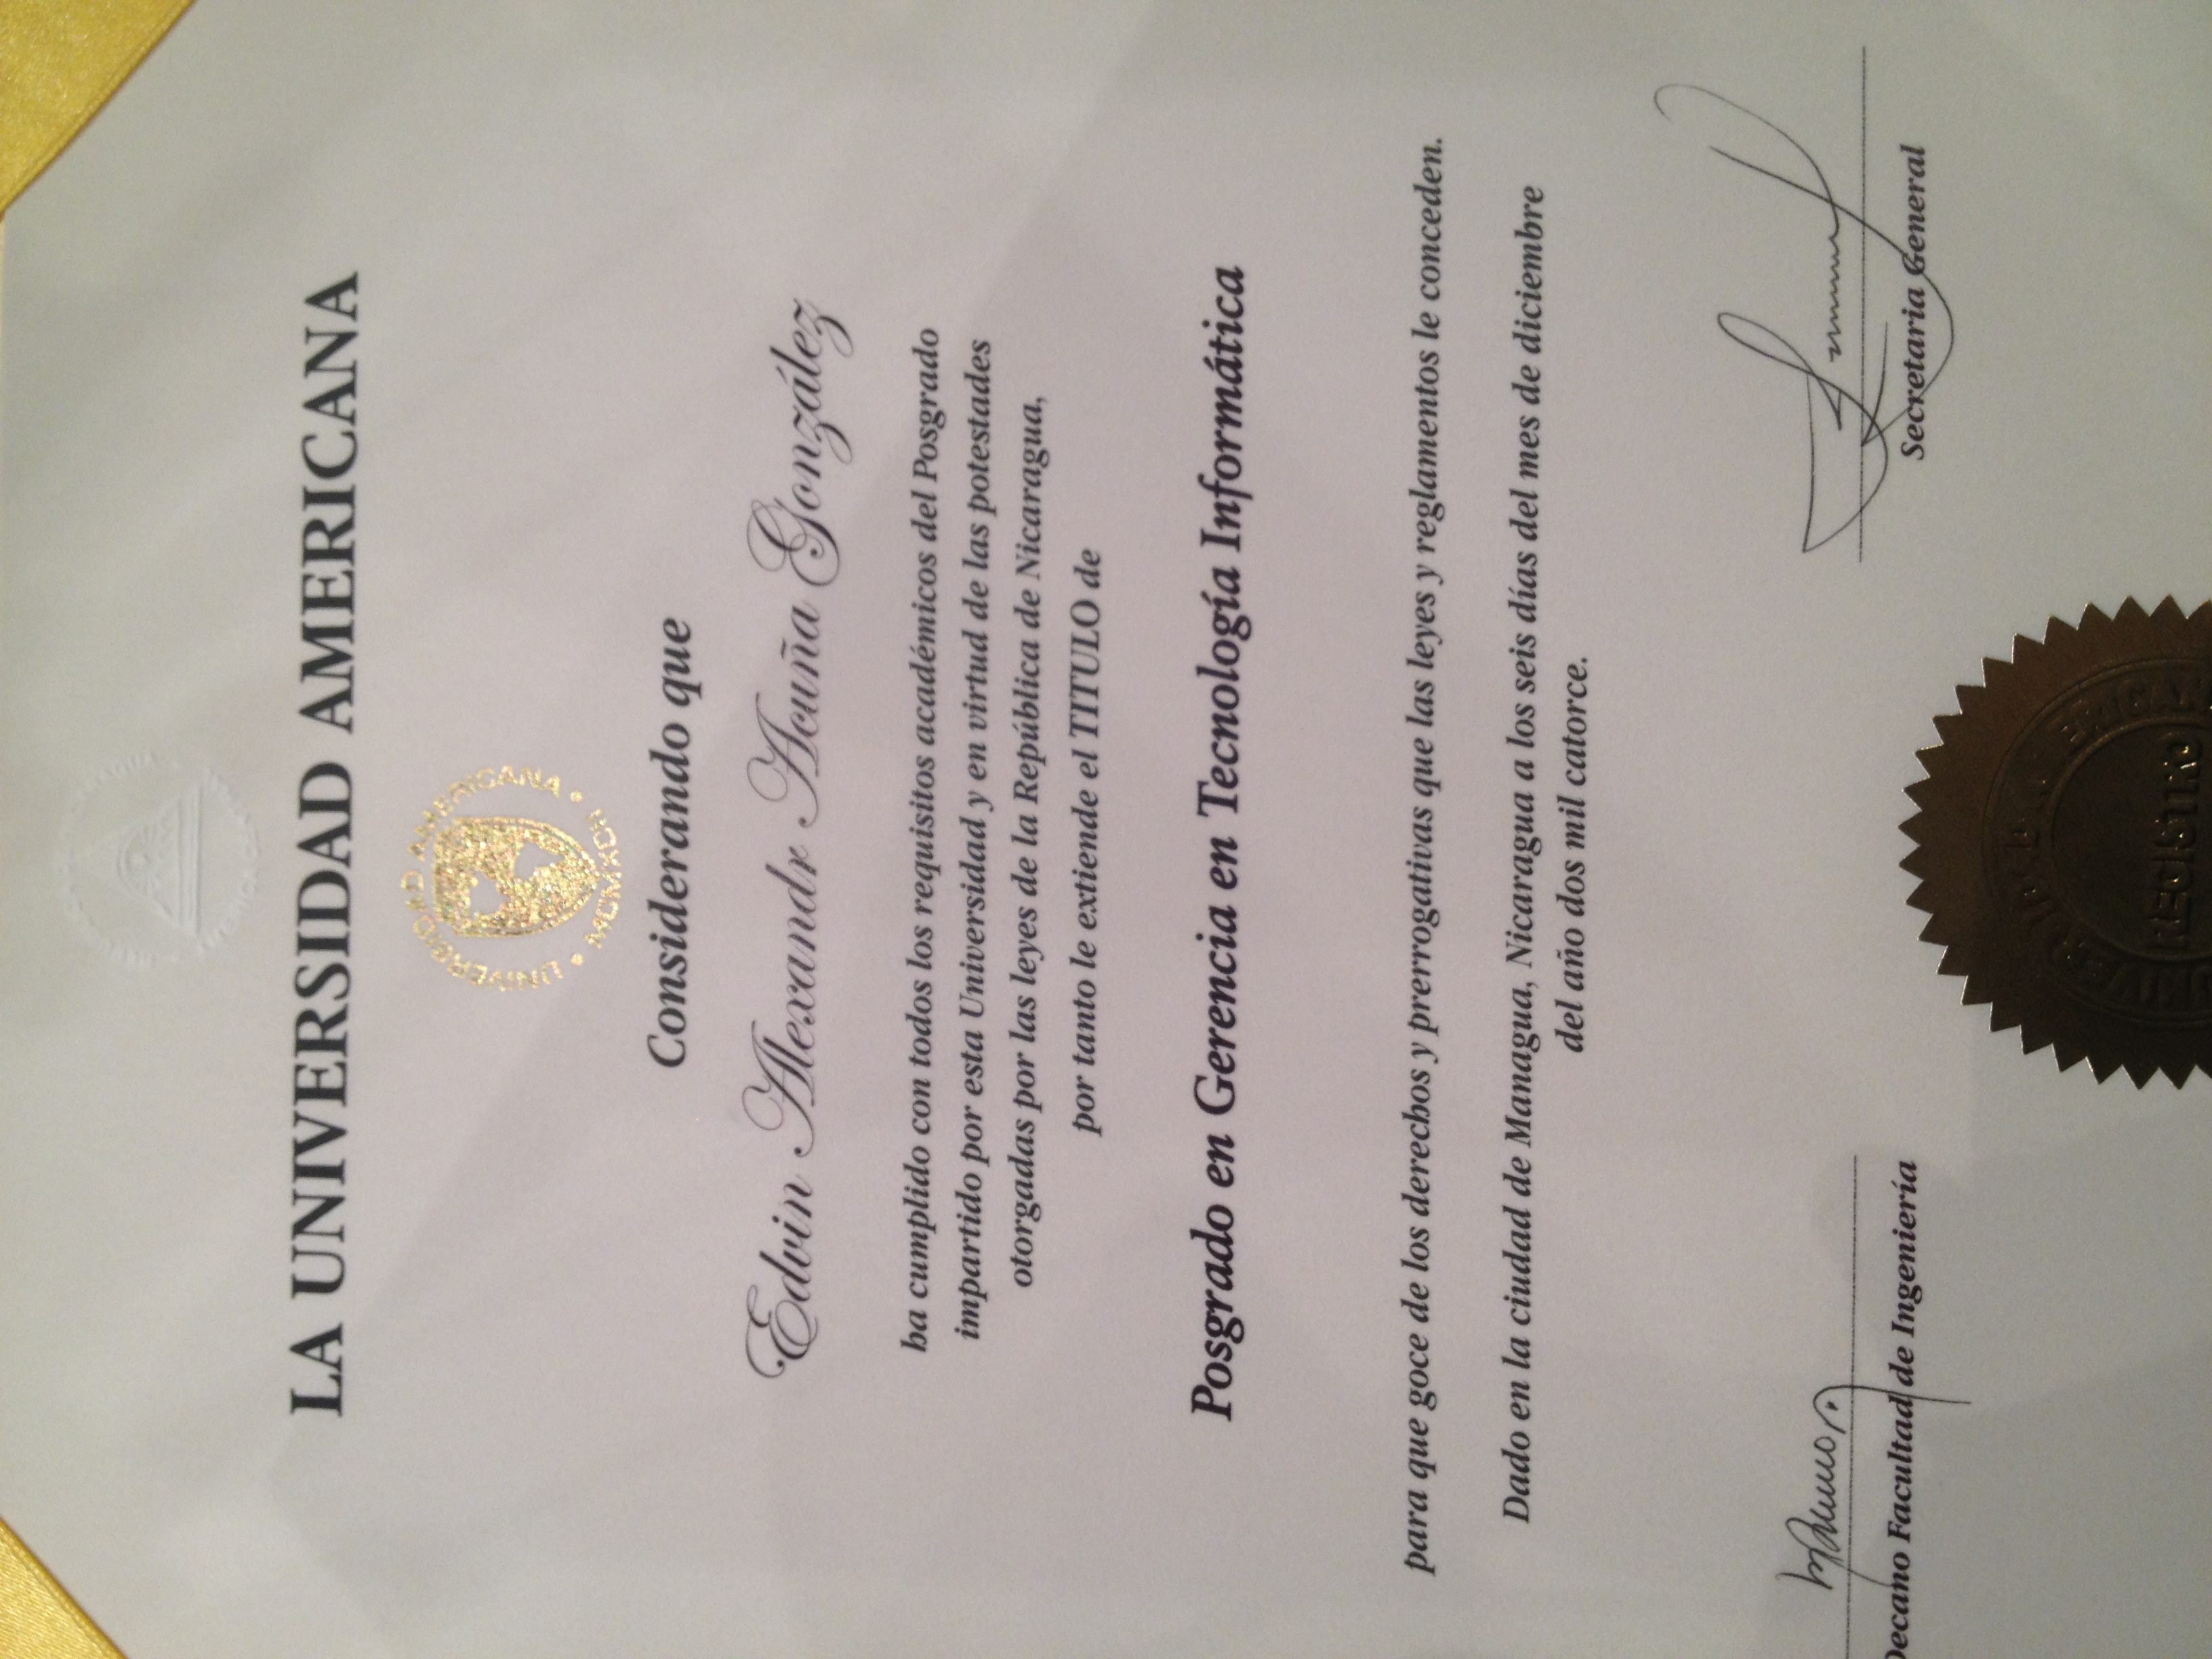 LA UNIVERSIDAD AMERICANA
UNIVERSIDAD AMERICANA
MCMXCII
Considerando que
Edvin Alexandr Acuña González
ha cumplido con todos los requisitos académicos del Posgrado
impartido por esta Universidad y en virtud de las potestades
otorgadas por las leyes de la República de Nicaragua,
por tanto le extiende el TITULO de
Posgrado en Gerencia en Tecnología Informática
para que goce de los derechos y prerrogativas que las leyes y reglamentos le conceden.
Dado en la ciudad de Managua, Nicaragua a los seis días del mes de diciembre
del año dos mil catorce.
Decano Facultad de Ingeniería
Secretaria General
REGISTRO